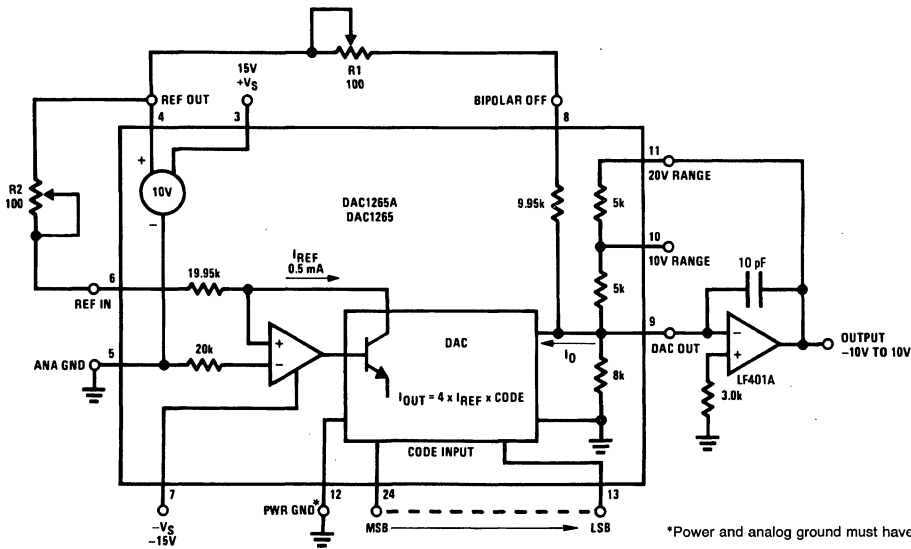 R1
100
15V
+VS
REF OUT
4
3
BIPOLAR OFF
8
11
20V RANGE
R2
100
+
10V
−
DAC1265A
DAC1265
9.95k
5k
10
10V RANGE
IREF
0.5 mA
5k
10 pF
6
19.95k
REF IN
9
DAC OUT
−
+
LF401A
OUTPUT
−10V TO 10V
5
ANA GND
20k
+
−
DAC
IO
8k
3.0k
IOUT = 4 x IREF x CODE
CODE INPUT
7
12
24
13
−VS
−15V
PWR GND*
MSB
LSB
*Power and analog ground must have